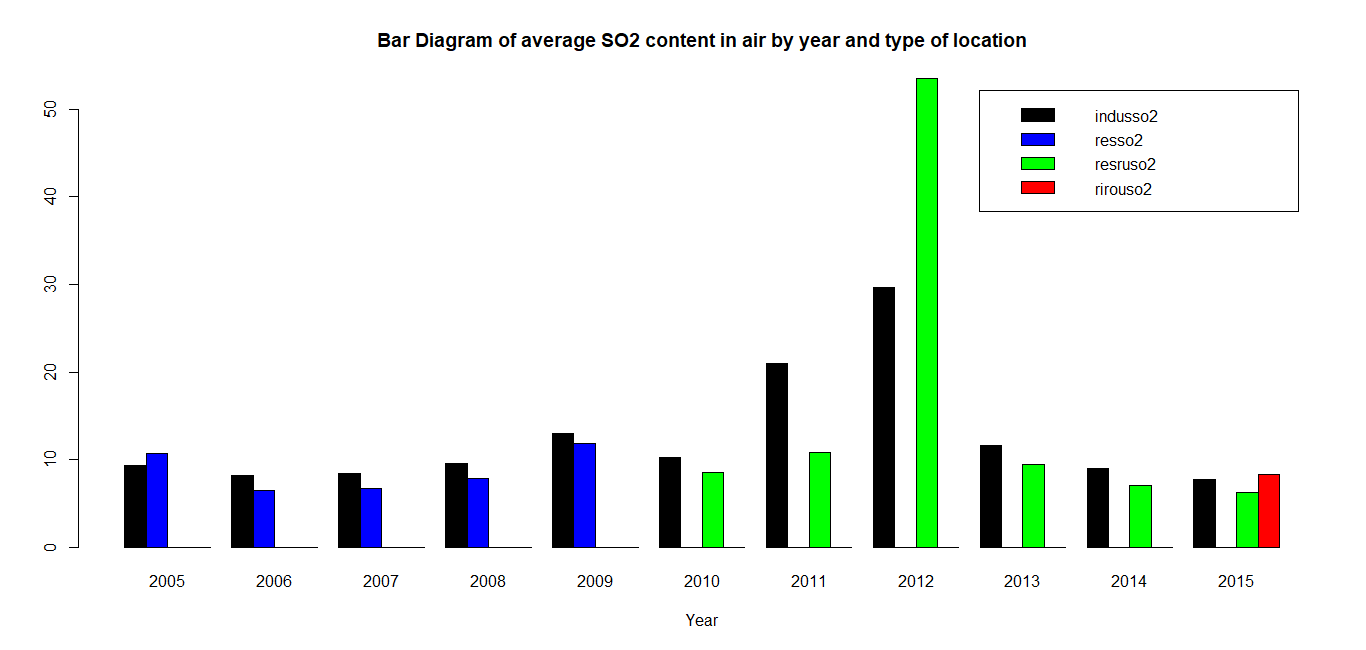 Bar Diagram of average SO2 content in air by year and type of location
50
40
30
20
10
0
indusso2
resso2
resruso2
rirouso2
2005 2006 2007 2008 2009 2010 2011 2012 2013 2014 2015
Year